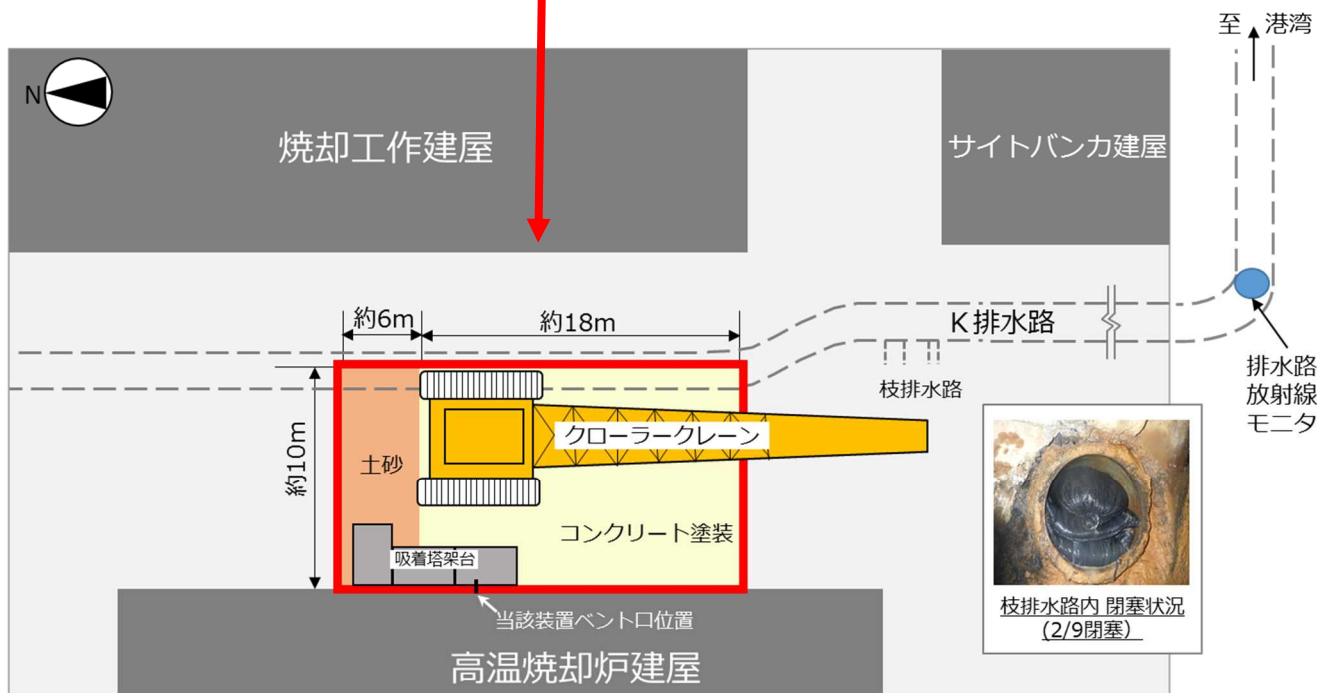 至 港湾
N
焼却工作建屋
サイトバンカ建屋
約6m
約18m
K排水路
枝排水路
排水路
放射線
モニタ
約10m
土砂
クローラークレーン
コンクリート塗装
吸着塔架台
当該装置ベント口位置
高温焼却炉建屋
枝排水路内 閉塞状況
(2/9閉塞)